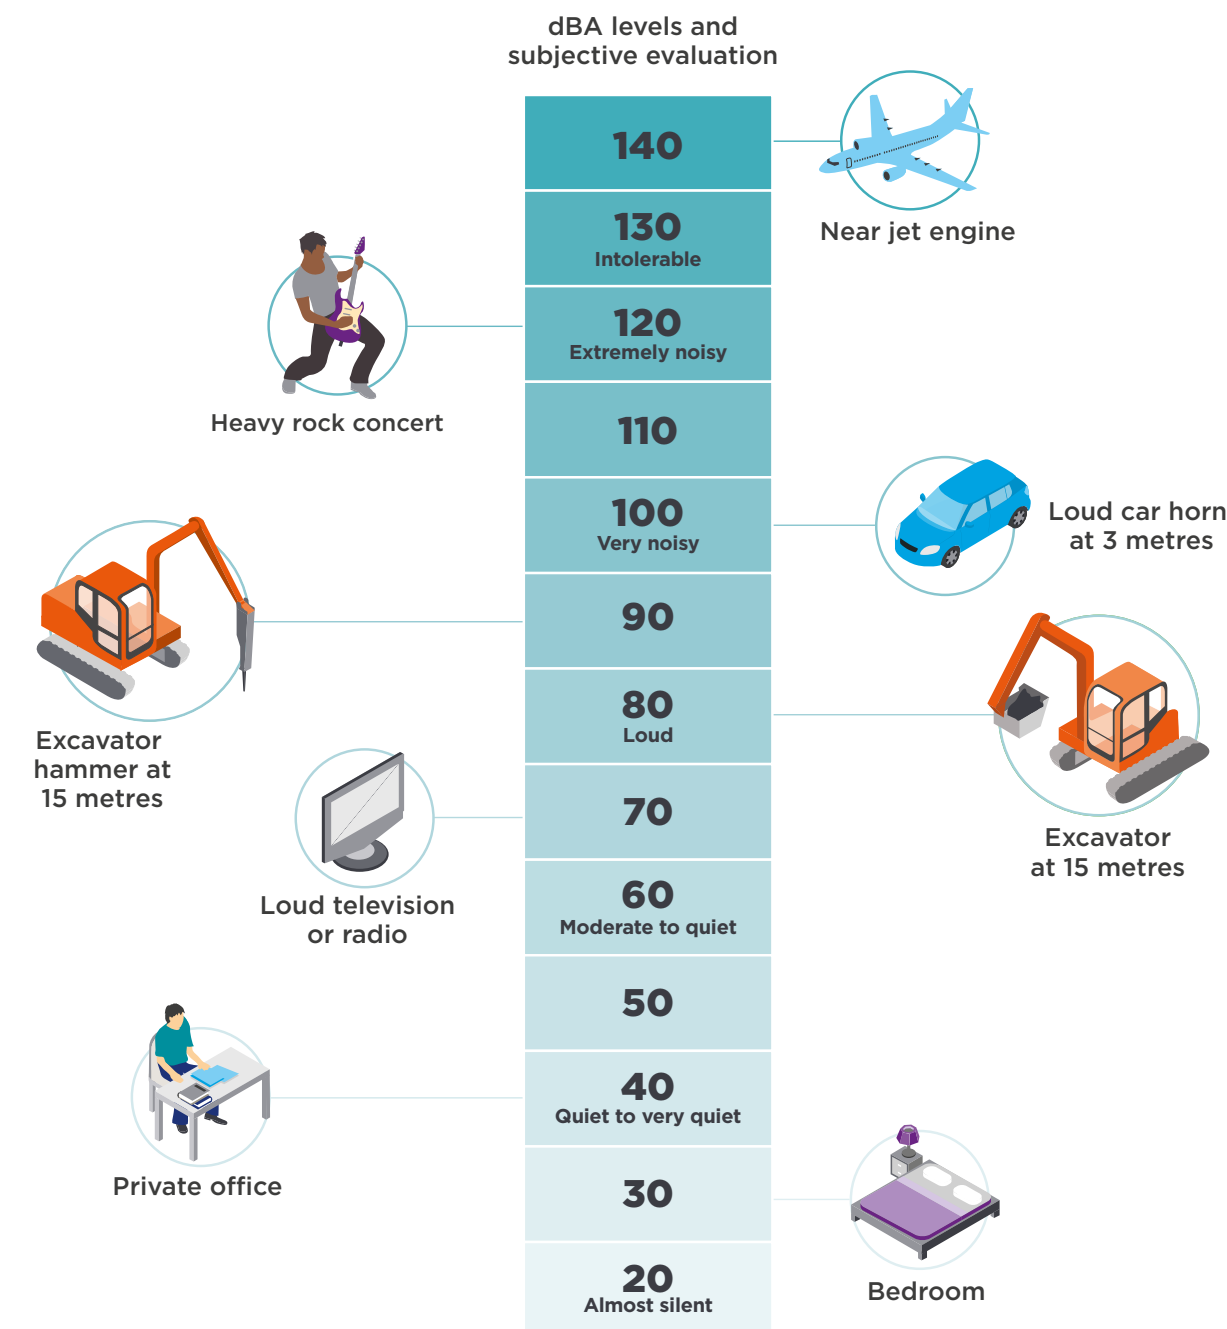 dBA levels and
subjective evaluation
140
Near jet engine
130
Intolerable
120
Extremely noisy
Heavy rock concert
110
100
Very noisy
Loud car horn
at 3 metres
90
Excavator
hammer at
15 metres
80
Loud
Excavator
at 15 metres
70
Loud television
or radio
60
Moderate to quiet
50
40
Quiet to very quiet
Private office
30
Bedroom
20
Almost silent